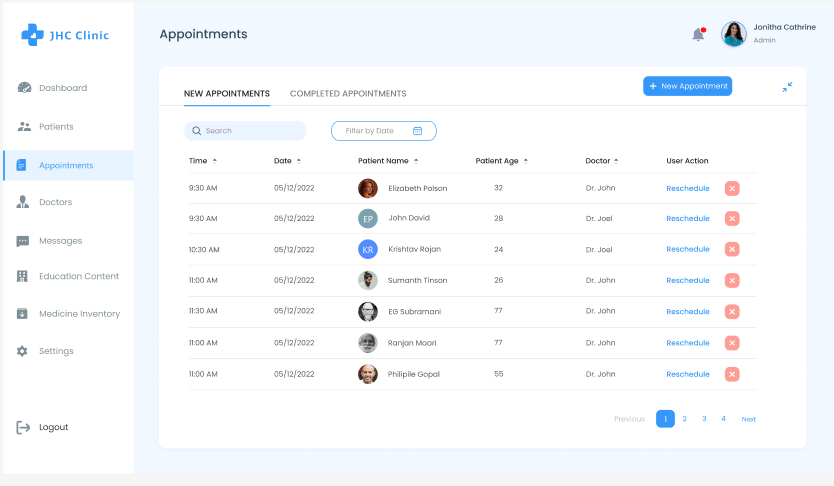 JHC Clinic
Appointments
Jonitha Cathrine
Admin
Dashboard
Patients
Appointments
Doctors
Messages
Education Content
Medicine Inventory
Settings
Logout
NEW APPOINTMENTS COMPLETED APPOINTMENTS + New Appointment
Search Filter by Date
Time Date Patient Name Patient Age Doctor User Action
9:30 AM 05/12/2022 Elizabeth Polson 32 Dr. John Reschedule
9:30 AM 05/12/2022 EP John David 28 Dr. Joel Reschedule
10:30 AM 05/12/2022 KR Krishtav Rajan 24 Dr. Joel Reschedule
11:00 AM 05/12/2022 Sumanth Tinson 26 Dr. John Reschedule
11:30 AM 05/12/2022 EG Subramani 77 Dr. John Reschedule
11:00 AM 05/12/2022 Ranjan Maari 77 Dr. John Reschedule
11:00 AM 05/12/2022 Philipile Gopal 55 Dr. John Reschedule
Previous 1 2 3 4 Next